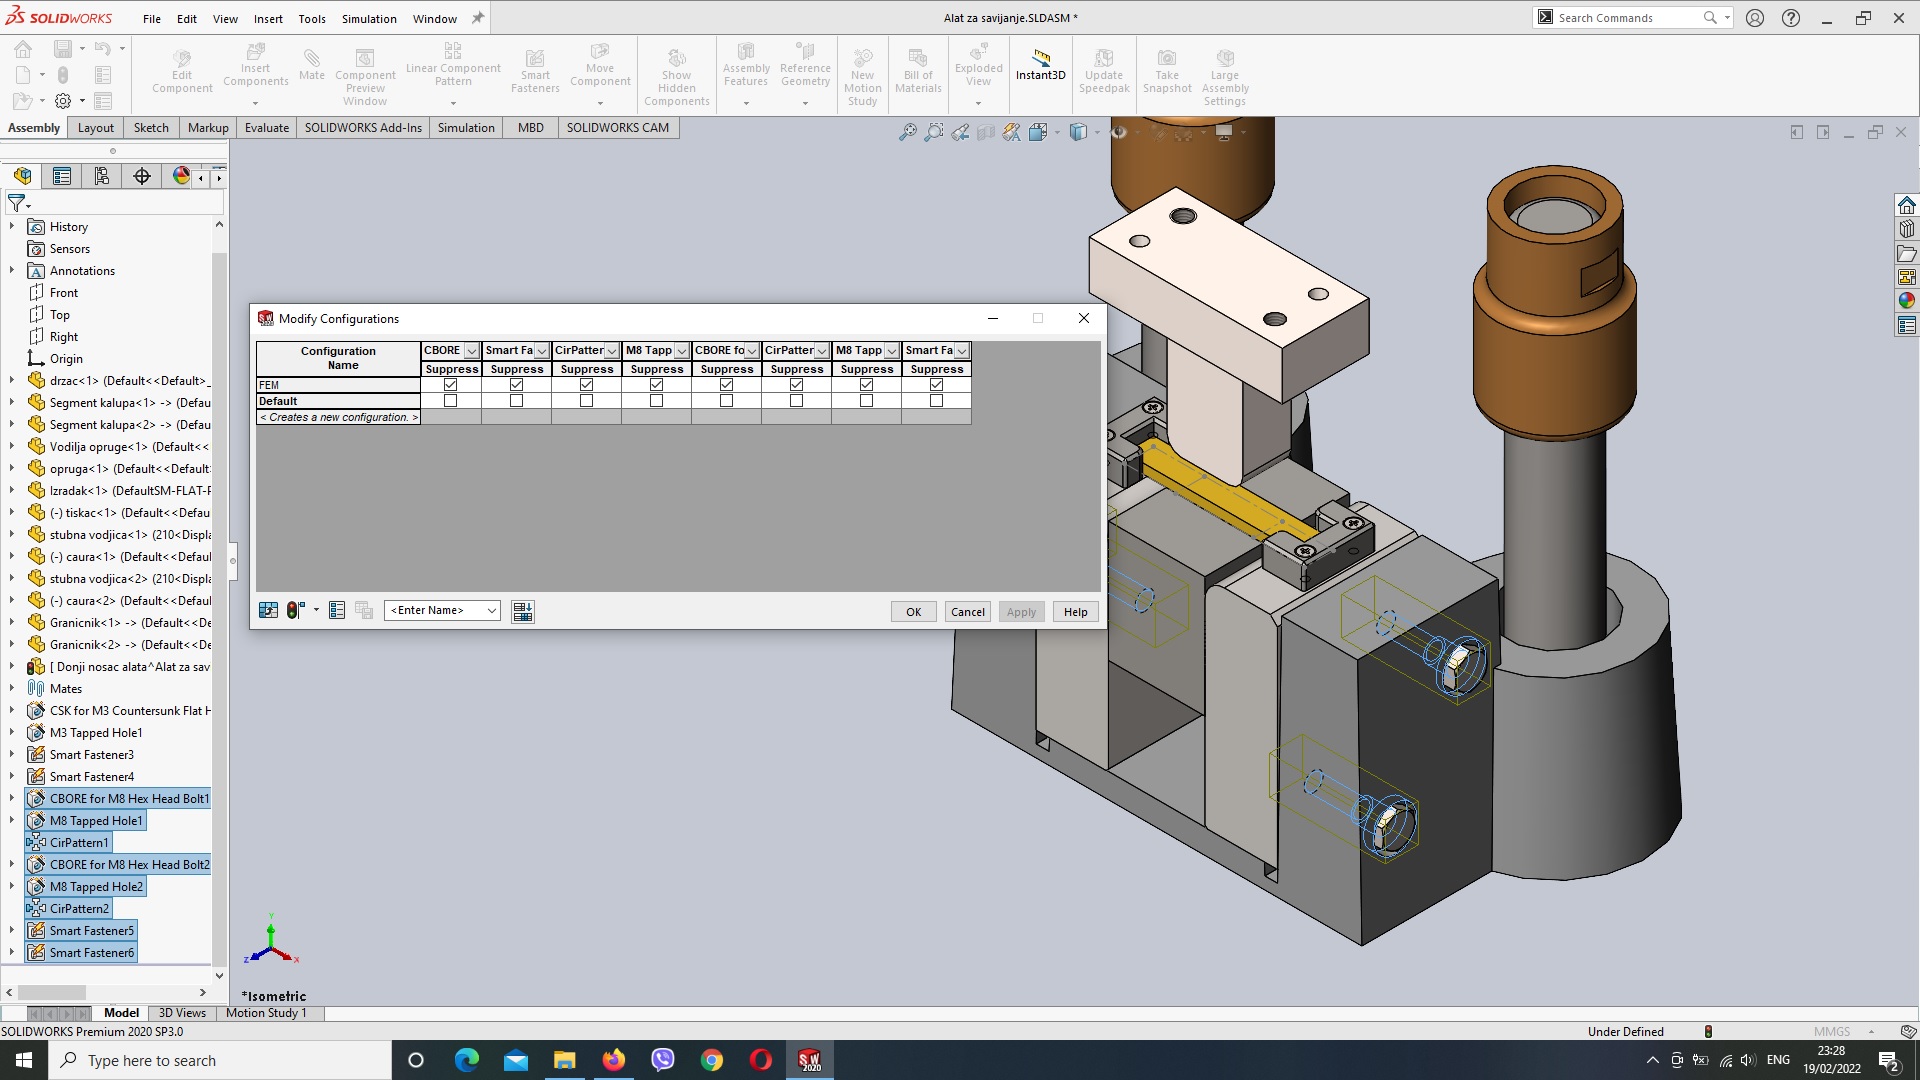 SOLIDWORKS File Edit View Insert Tools Simulation Window
Alat za savijanje.SLDASM *
Search Commands
Edit Component
Insert Components
Mate
Component Preview Window
Linear Component Pattern
Smart Fasteners
Move Component
Show Hidden Components
Assembly Features
Reference Geometry
New Motion Study
Bill of Materials
Exploded View
Instant3D
Update Speedpak
Take Snapshot
Large Assembly Settings
Assembly Layout Sketch Markup Evaluate SOLIDWORKS Add-Ins Simulation MBD SOLIDWORKS CAM
History
Sensors
Annotations
Front
Top
Right
Origin
drzac<1> (Default<<Default>_
Segment kalupa<1> -> (Defau
Segment kalupa<2> -> (Defau
Vodilja opruge<1> (Default<<
opruga<1> (Default<<Default
Izradak<1> (DefaultSM-FLAT-P
(-) tiskac<1> (Default<<Defau
stubna vodjica<1> (210<Displa
(-) caura<1> (Default<<Defaul
stubna vodjica<2> (210<Displa
(-) caura<2> (Default<<Defaul
Granicnik<1> -> (Default<<De
Granicnik<2> -> (Default<<De
[ Donji nosac alata^Alat za sav
Mates
CSK for M3 Countersunk Flat H
M3 Tapped Hole1
Smart Fastener3
Smart Fastener4
CBORE for M8 Hex Head Bolt1
M8 Tapped Hole1
CirPattern1
CBORE for M8 Hex Head Bolt2
M8 Tapped Hole2
CirPattern2
Smart Fastener5
Smart Fastener6
Modify Configurations
Configuration Name
CBORE Smart Fa CirPatter M8 Tapp CBORE fo CirPatter M8 Tapp Smart Fa
Suppress Suppress Suppress Suppress Suppress Suppress Suppress Suppress
FEM
Default
< Creates a new configuration. >
<Enter Name>
OK Cancel Apply Help
Y
Z
X
*Isometric
Model 3D Views Motion Study 1
SOLIDWORKS Premium 2020 SP3.0
Under Defined
MMGS
Type here to search
SW
2020
ENG
23:28
19/02/2022
2